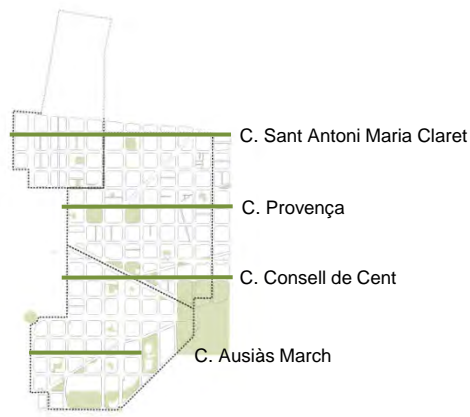 C. Sant Antoni Maria Claret
C. Provença
C. Consell de Cent
C. Ausiàs March